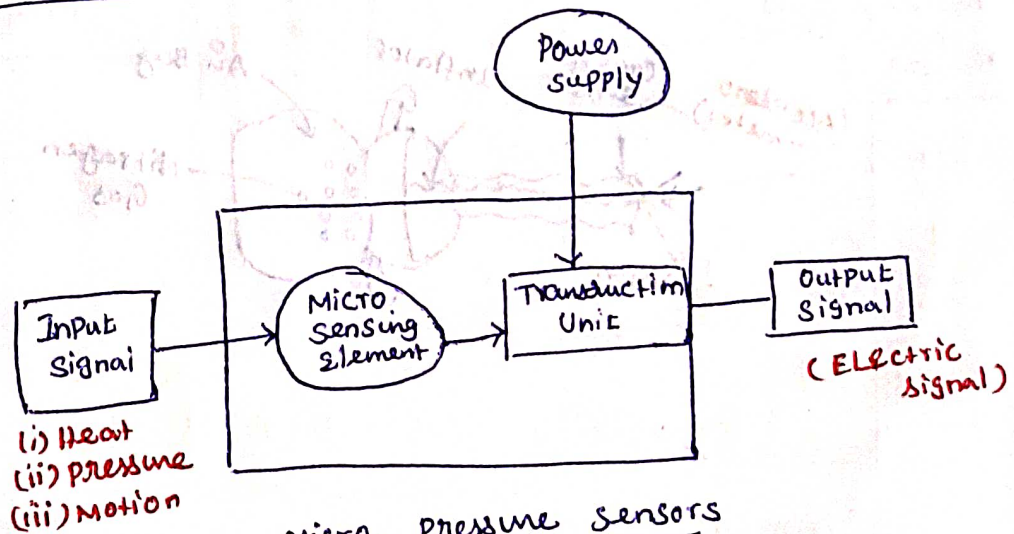 Power
supply
Input
Signal
Micro
Sensing
Element
Transduction
Unit
Output
Signal
(Electric
signal)
(i) Heat
(ii) Pressure
(iii) Motion
Micro Pressure Sensors